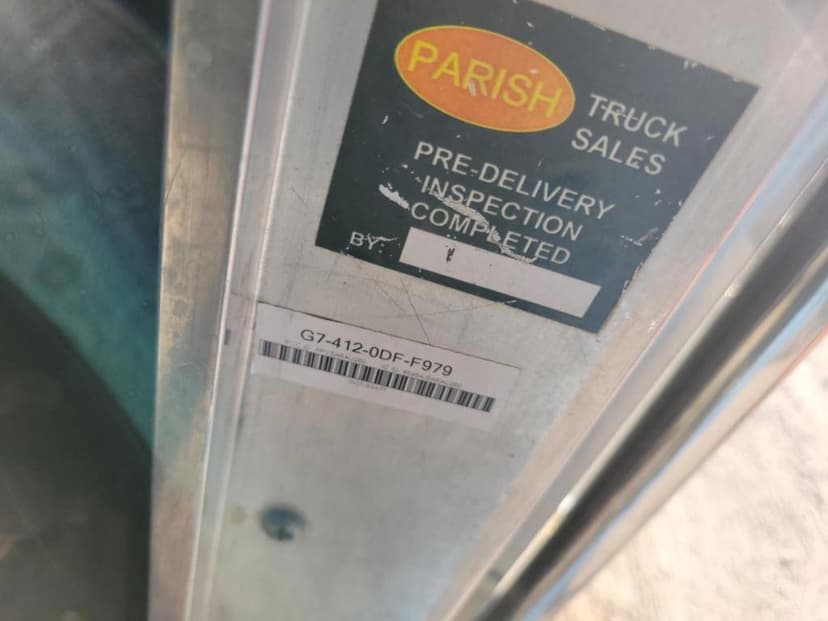 PARISH
TRUCK
SALES
PRE-DELIVERY
INSPECTION
COMPLETED
BY:
G7-412-0DF-F979